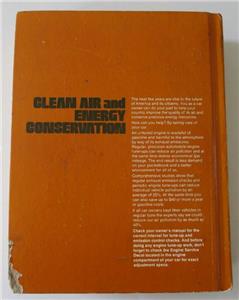 CLEAN AIR and
ENERGY
CONSERVATION
The next few years are vital to the future
of America and its citizens. You as a car
owner can do your part to help your
country improve the quality of its air and
conserve precious energy resources.
How can you help? By taking care of
your car.
An untuned engine is wasteful of
gasoline and harmful to the atmosphere
by way of its exhaust emissions.
Regular, precision automobile engine
tune-ups can reduce air pollution and at
the same time reduce economical gas
mileage. The end result is less demand
on your pocketbook and a better
environment for all of us.
Comprehensive studies show that
regular exhaust emissions checks and
periodic engine tune-ups can reduce
individual vehicle pollution by an
average of 25%. At the same time you
can also save up to $40 or more a year
on gasoline costs.
If all car owners kept their vehicles in
regular tune the experts say we could
reduce our air pollution by as much as
Check your owner's manual for the
correct interval for tune-up and
emission control checks. And before
doing any engine tune-up work, don't
forget to check the Engine Service
Decal located in the engine
compartment of your car for exact
adjustment specs.